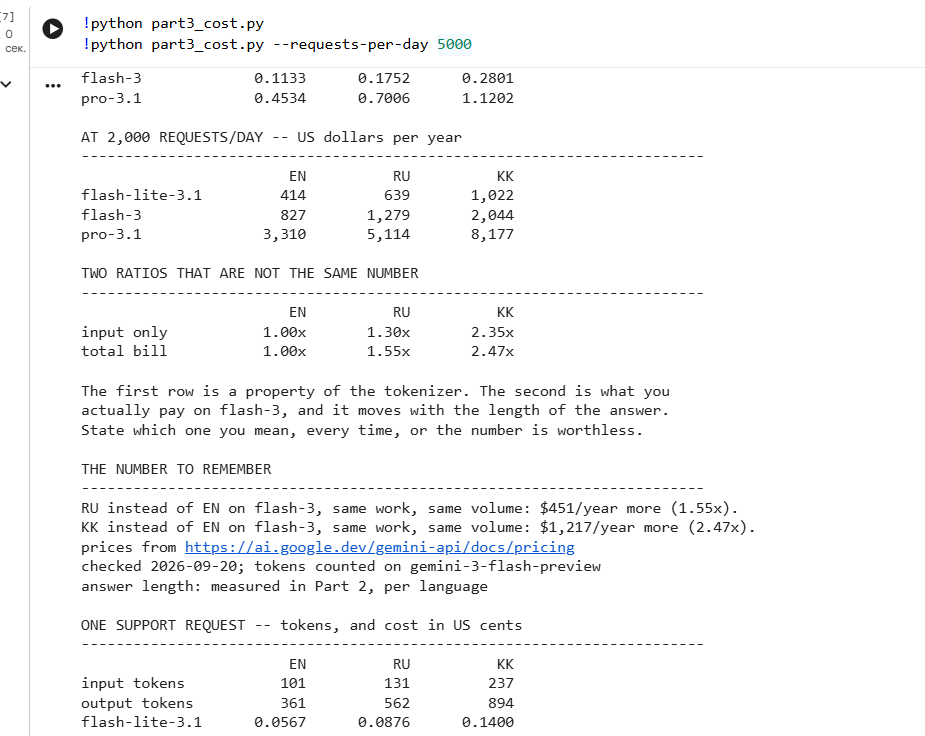 [7]
0
сек.
!python part3_cost.py
!python part3_cost.py --requests-per-day 5000
flash-3 0.1133 0.1752 0.2801
pro-3.1 0.4534 0.7006 1.1202
AT 2,000 REQUESTS/DAY -- US dollars per year
------------------------------------------------------------------------
EN RU KK
flash-lite-3.1 414 639 1,022
flash-3 827 1,279 2,044
pro-3.1 3,310 5,114 8,177
TWO RATIOS THAT ARE NOT THE SAME NUMBER
------------------------------------------------------------------------
EN RU KK
input only 1.00x 1.30x 2.35x
total bill 1.00x 1.55x 2.47x
The first row is a property of the tokenizer. The second is what you
actually pay on flash-3, and it moves with the length of the answer.
State which one you mean, every time, or the number is worthless.
THE NUMBER TO REMEMBER
------------------------------------------------------------------------
RU instead of EN on flash-3, same work, same volume: $451/year more (1.55x).
KK instead of EN on flash-3, same work, same volume: $1,217/year more (2.47x).
prices from https://ai.google.dev/gemini-api/docs/pricing
checked 2026-09-20; tokens counted on gemini-3-flash-preview
answer length: measured in Part 2, per language
ONE SUPPORT REQUEST -- tokens, and cost in US cents
------------------------------------------------------------------------
EN RU KK
input tokens 101 131 237
output tokens 361 562 894
flash-lite-3.1 0.0567 0.0876 0.1400